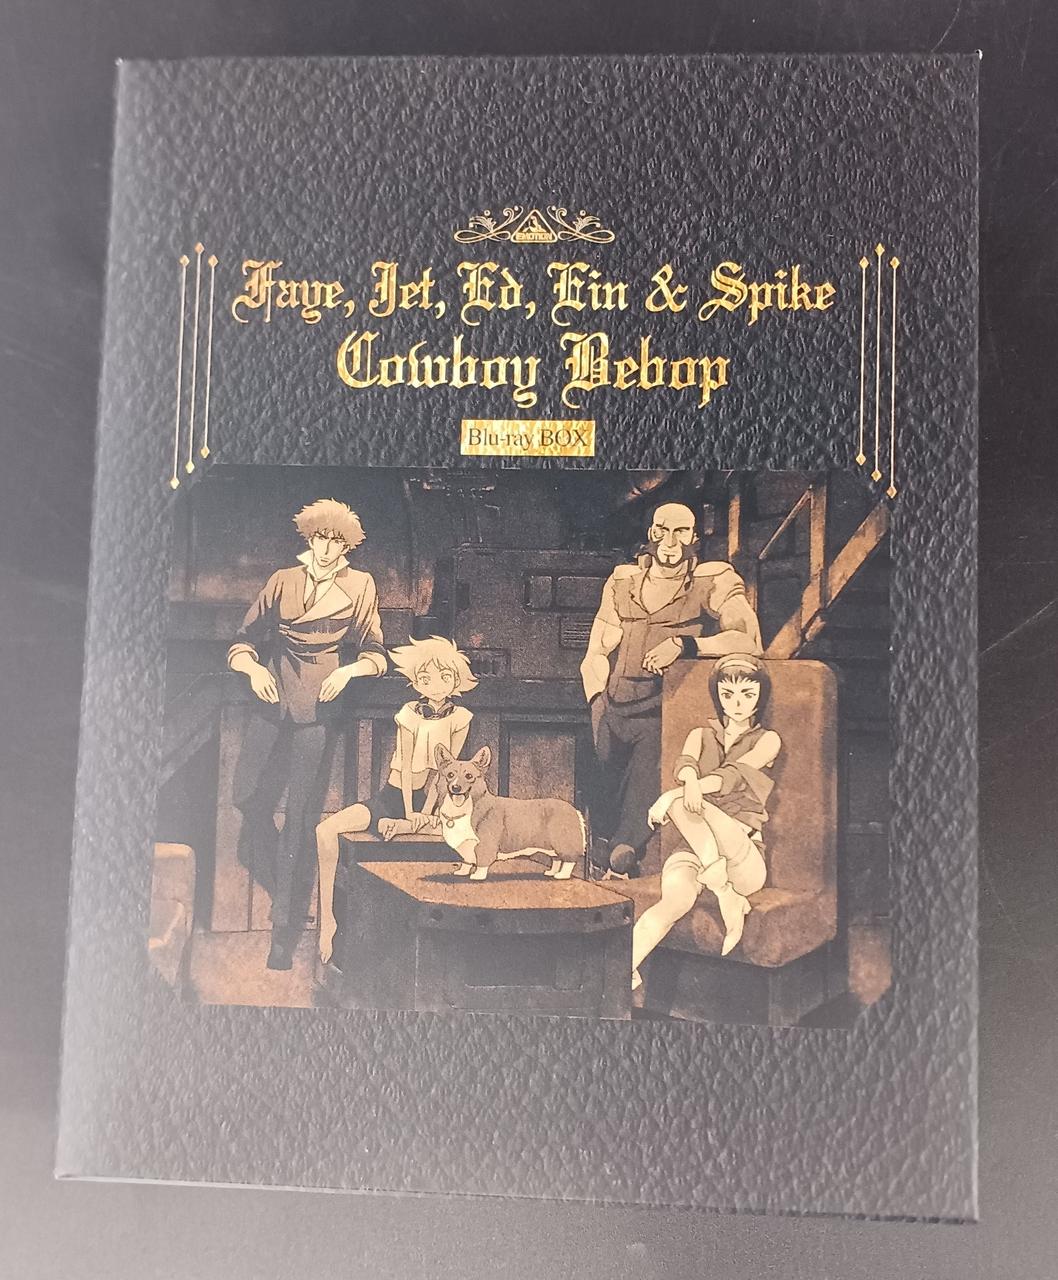 EMOTION
Faye, Jet, Ed, Ein & Spike
Cowboy Bebop
Blu-ray BOX